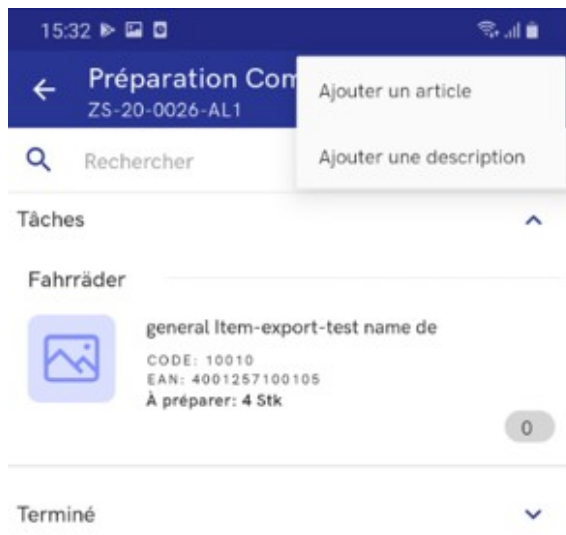 15:32
Préparation Com
ZS-20-0026-AL1
Ajouter un article
Ajouter une description
Rechercher
Tâches
Fahrräder
general Item-export-test name de
CODE: 10010
EAN: 4001257100105
À préparer: 4 Stk
0
Terminé